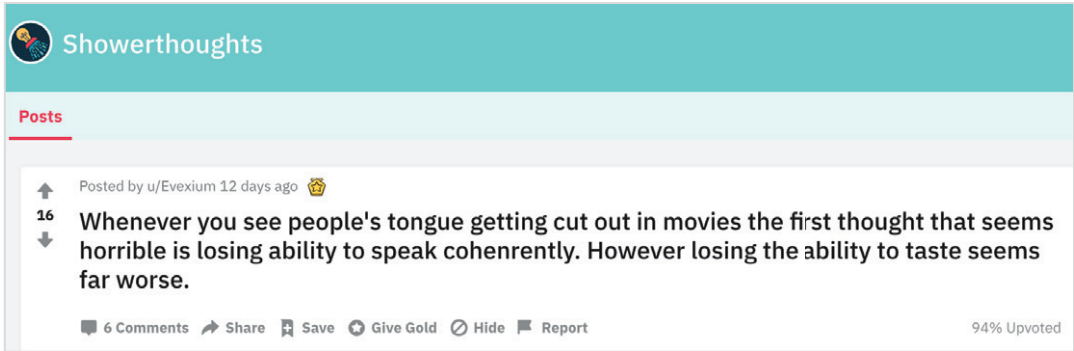 Showerthoughts
Posts
Posted by u/Evexium 12 days ago
16
Whenever you see people's tongue getting cut out in movies the first thought that seems
horrible is losing ability to speak cohenrently. However losing the ability to taste seems
far worse.
6 Comments Share Save Give Gold Hide Report 94% Upvoted